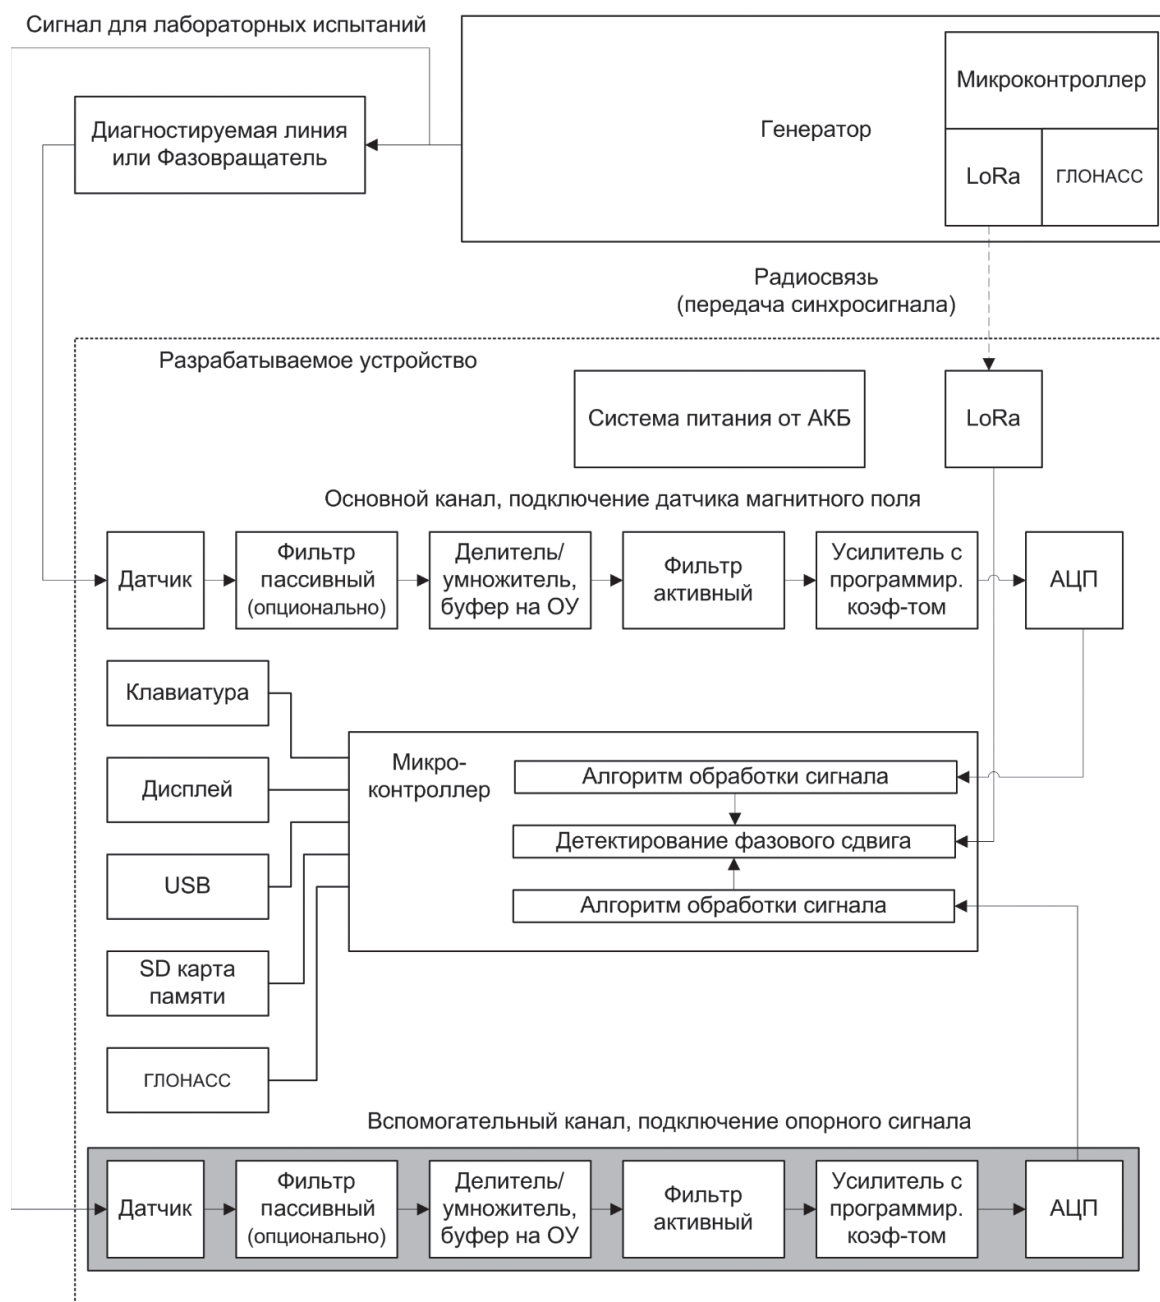 Сигнал для лабораторных испытаний
Диагностируемая линия
или Фазовращатель
Генератор
Микроконтроллер
LoRa
ГЛОНАСС
Радиосвязь
(передача синхросигнала)
Разрабатываемое устройство
Система питания от АКБ
LoRa
Основной канал, подключение датчика магнитного поля
Датчик
Фильтр
пассивный
(опционально)
Делитель/
умножитель,
буфер на ОУ
Фильтр
активный
Усилитель с
программир.
коэф-том
АЦП
Клавиатура
Дисплей
USB
SD карта
памяти
ГЛОНАСС
Микро-
контроллер
Алгоритм обработки сигнала
Детектирование фазового сдвига
Алгоритм обработки сигнала
Вспомогательный канал, подключение опорного сигнала
Датчик
Фильтр
пассивный
(опционально)
Делитель/
умножитель,
буфер на ОУ
Фильтр
активный
Усилитель с
программир.
коэф-том
АЦП